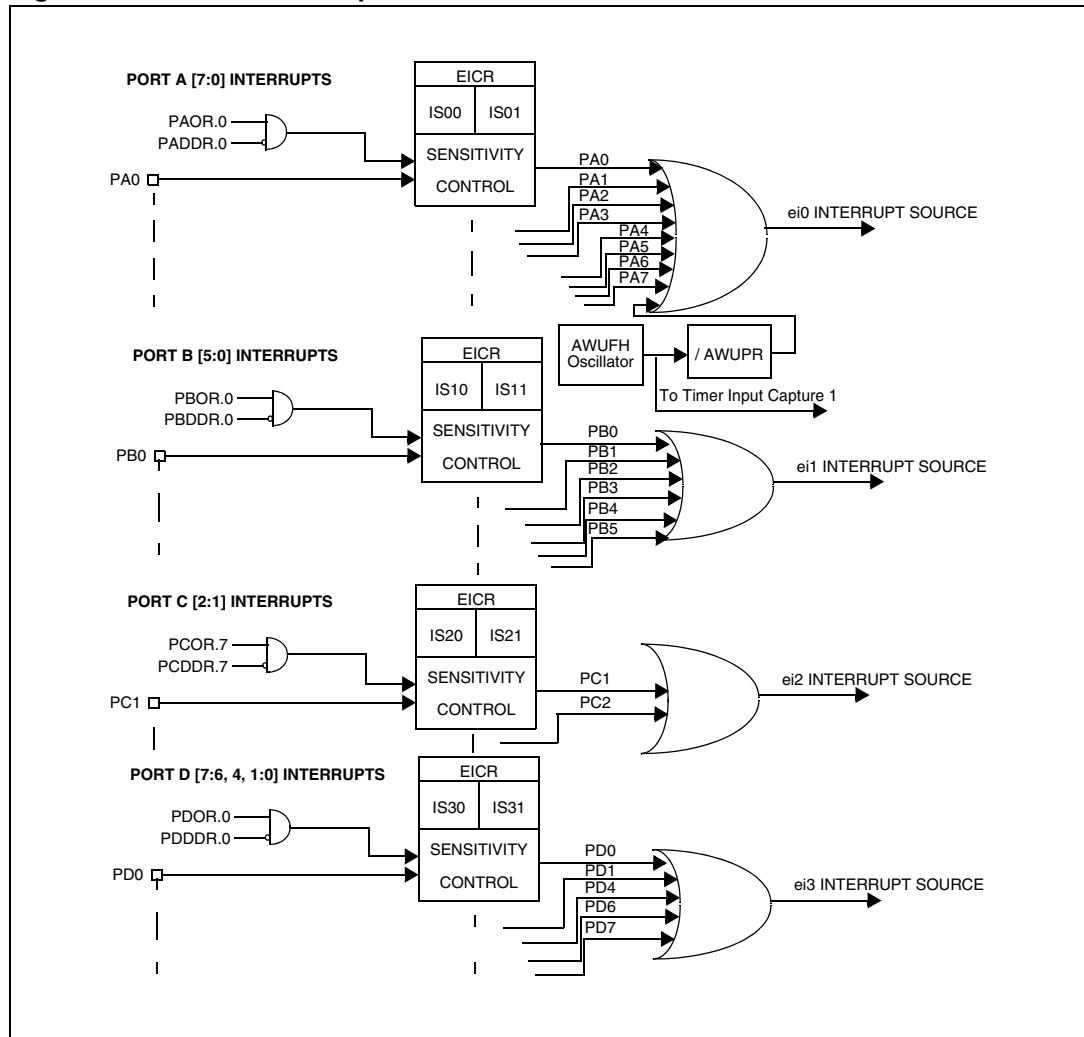 PORT A [7:0] INTERRUPTS
EICR
IS00 IS01
PAOR.0
PADDR.0
SENSITIVITY
CONTROL
PA0
PA0
PA1
PA2
PA3
PA4
PA5
PA6
PA7
ei0 INTERRUPT SOURCE
AWUFH
Oscillator
/ AWUPR
To Timer Input Capture 1
PORT B [5:0] INTERRUPTS
EICR
IS10 IS11
PBOR.0
PBDDR.0
SENSITIVITY
CONTROL
PB0
PB0
PB1
PB2
PB3
PB4
PB5
ei1 INTERRUPT SOURCE
PORT C [2:1] INTERRUPTS
EICR
IS20 IS21
PCOR.7
PCDDR.7
SENSITIVITY
CONTROL
PC1
PC1
PC2
ei2 INTERRUPT SOURCE
PORT D [7:6, 4, 1:0] INTERRUPTS
EICR
IS30 IS31
PDOR.0
PDDDR.0
SENSITIVITY
CONTROL
PD0
PD0
PD1
PD4
PD6
PD7
ei3 INTERRUPT SOURCE